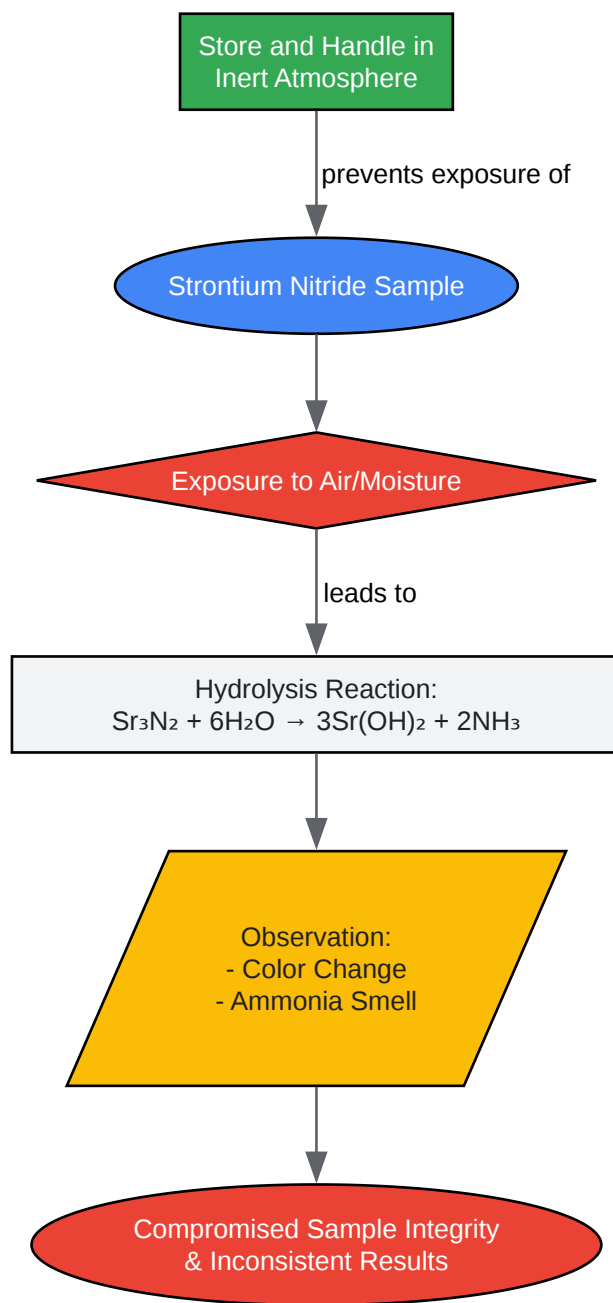 Store and Handle in
Inert Atmosphere
prevents exposure of
Strontium Nitride Sample
Exposure to Air/Moisture
leads to
Hydrolysis Reaction:
Sr₃N₂ + 6H₂O → 3Sr(OH)₂ + 2NH₃
Observation:
- Color Change
- Ammonia Smell
Compromised Sample Integrity
& Inconsistent Results